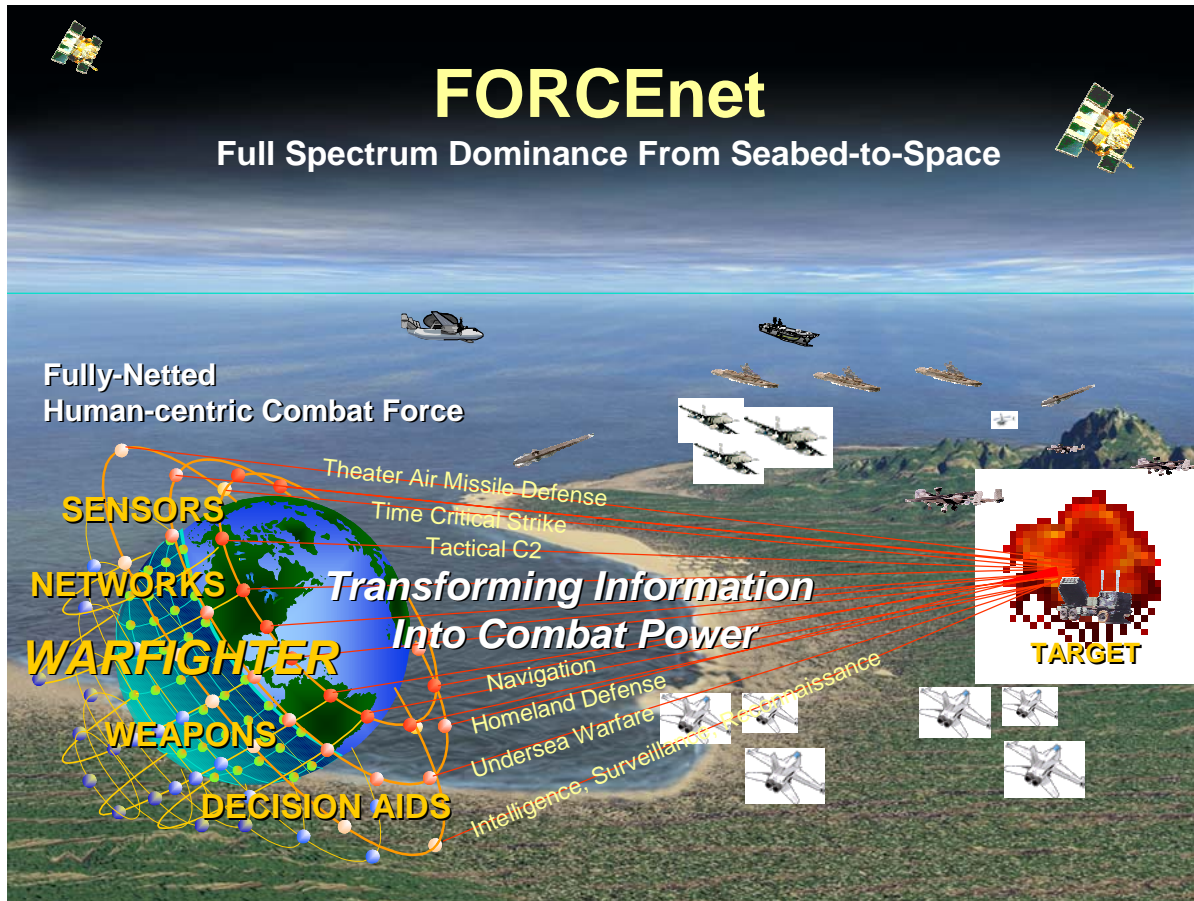 FORCEnet
Full Spectrum Dominance From Seabed-to-Space
Fully-Netted
Human-centric Combat Force
SENSORS
NETWORKS
WARFIGHTER
WEAPONS
DECISION AIDS
Theater Air Missile Defense
Time Critical Strike
Tactical C2
Transforming Information
Into Combat Power
Navigation
Homeland Defense
Undersea Warfare
Intelligence, Surveillance, Reconnaissance
TARGET